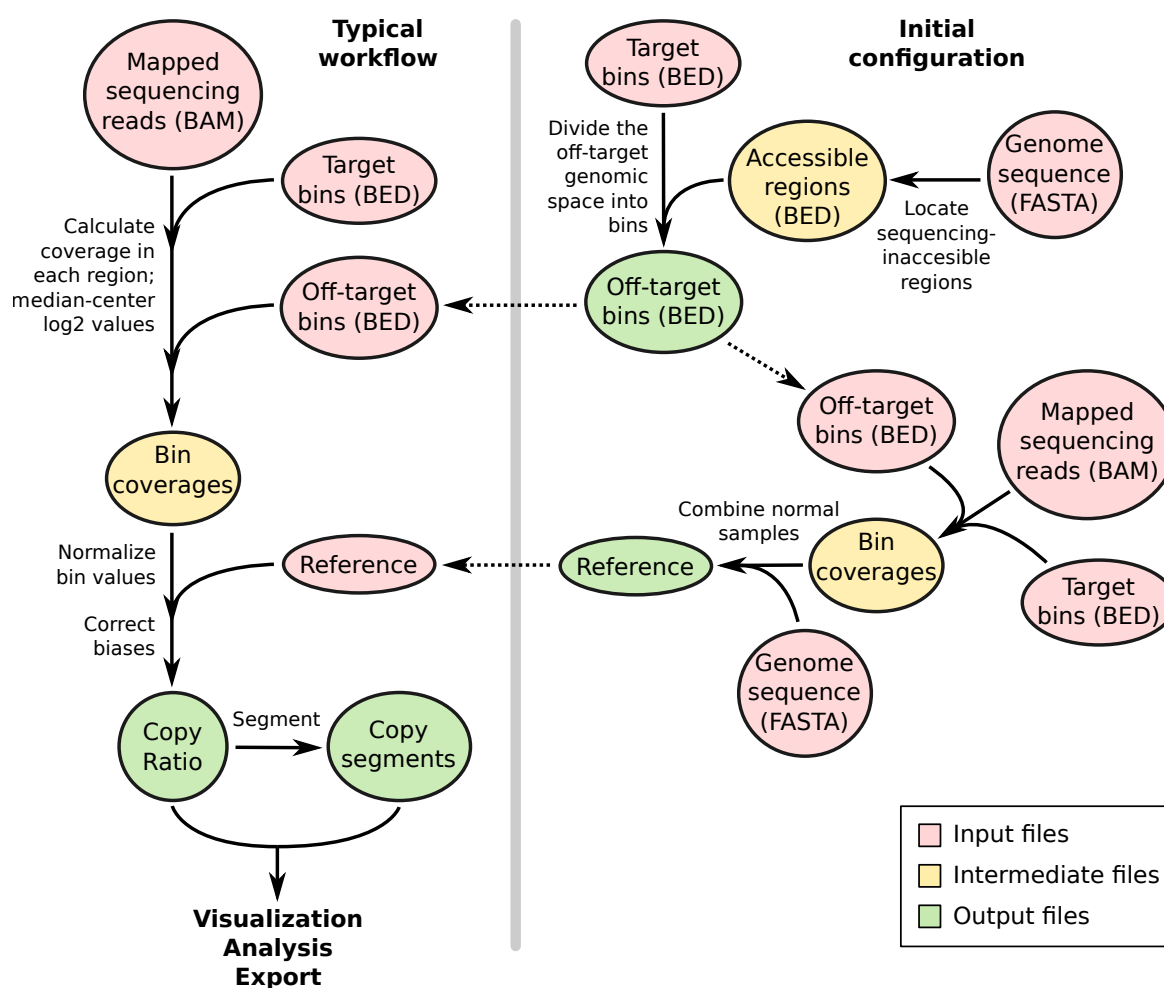 Typical
workflow
Mapped
sequencing
reads (BAM)
Target
bins (BED)
Calculate
coverage in
each region;
median-center
log2 values
Off-target
bins (BED)
Bin
coverages
Normalize
bin values
Reference
Correct
biases
Copy
Ratio
Segment
Copy
segments
Visualization
Analysis
Export
Initial
configuration
Target
bins (BED)
Divide the
off-target
genomic
space into
bins
Accessible
regions
(BED)
Genome
sequence
(FASTA)
Locate
sequencing-
inaccesible
regions
Off-target
bins (BED)
Off-target
bins (BED)
Mapped
sequencing
reads (BAM)
Combine normal
samples
Bin
coverages
Reference
Target
bins (BED)
Genome
sequence
(FASTA)
Input files
Intermediate files
Output files